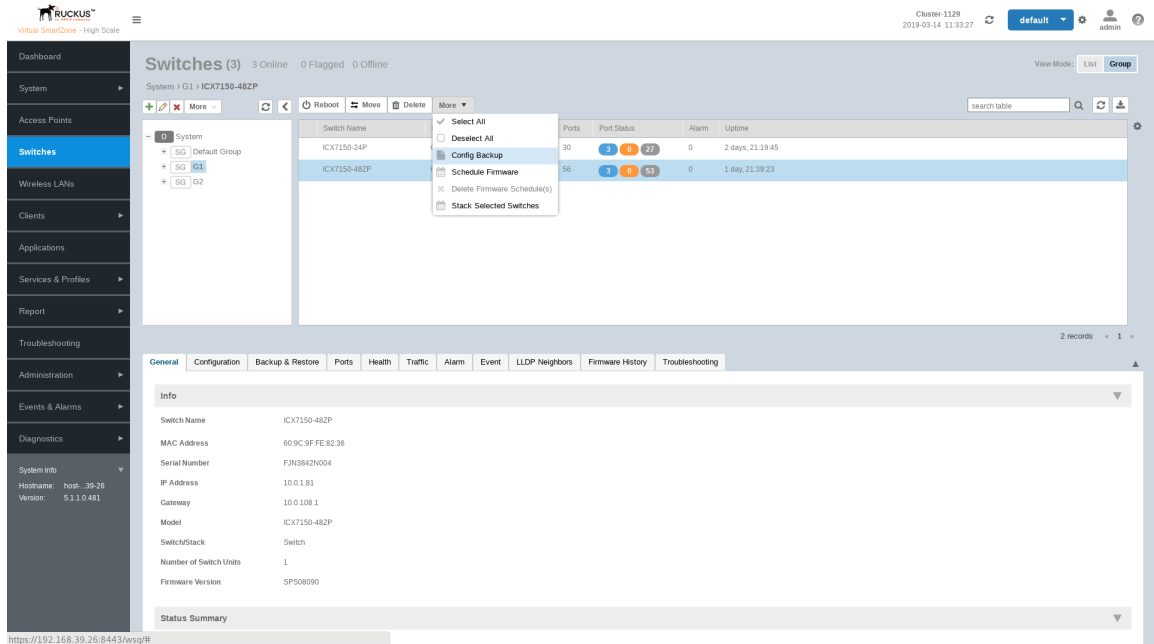 RUCKUS™
Virtual SmartZone - High Scale
Cluster-1129
2019-03-14 11:33:27
default
admin
Dashboard
System
Access Points
Switches
Wireless LANs
Clients
Applications
Services & Profiles
Report
Troubleshooting
Administration
Events & Alarms
Diagnostics
System Info
Hostname: host-...39-26
Version: 5.1.1.0.481
Switches (3) 3 Online 0 Flagged 0 Offline
View Mode: List Group
System > G1 > ICX7150-48ZP
More
Reboot Move Delete More
search table
D System
SG Default Group
SG G1
SG G2
Switch Name Ports Port Status Alarm Uptime
ICX7150-24P 30 3 0 27 0 2 days, 21:19:45
ICX7150-48ZP 56 3 0 53 0 1 day, 21:39:23
Select All
Deselect All
Config Backup
Schedule Firmware
Delete Firmware Schedule(s)
Stack Selected Switches
2 records « 1 »
General Configuration Backup & Restore Ports Health Traffic Alarm Event LLDP Neighbors Firmware History Troubleshooting
Info
Switch Name ICX7150-48ZP
MAC Address 60:9C:9F:FE:82:36
Serial Number FJN3842N004
IP Address 10.0.1.81
Gateway 10.0.108.1
Model ICX7150-48ZP
Switch/Stack Switch
Number of Switch Units 1
Firmware Version SPS08090
Status Summary
https://192.168.39.26:8443/wsg/#